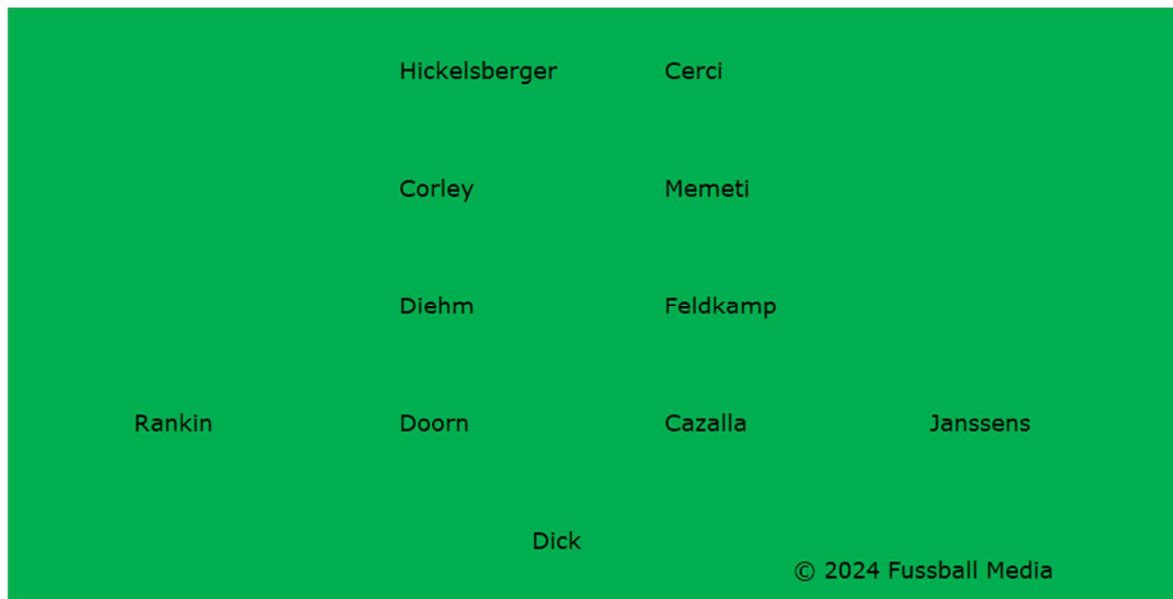 Hickelsberger Cerci
Corley Memeti
Diehm Feldkamp
Rankin Doorn Cazalla Janssens
Dick
© 2024 Fussball Media